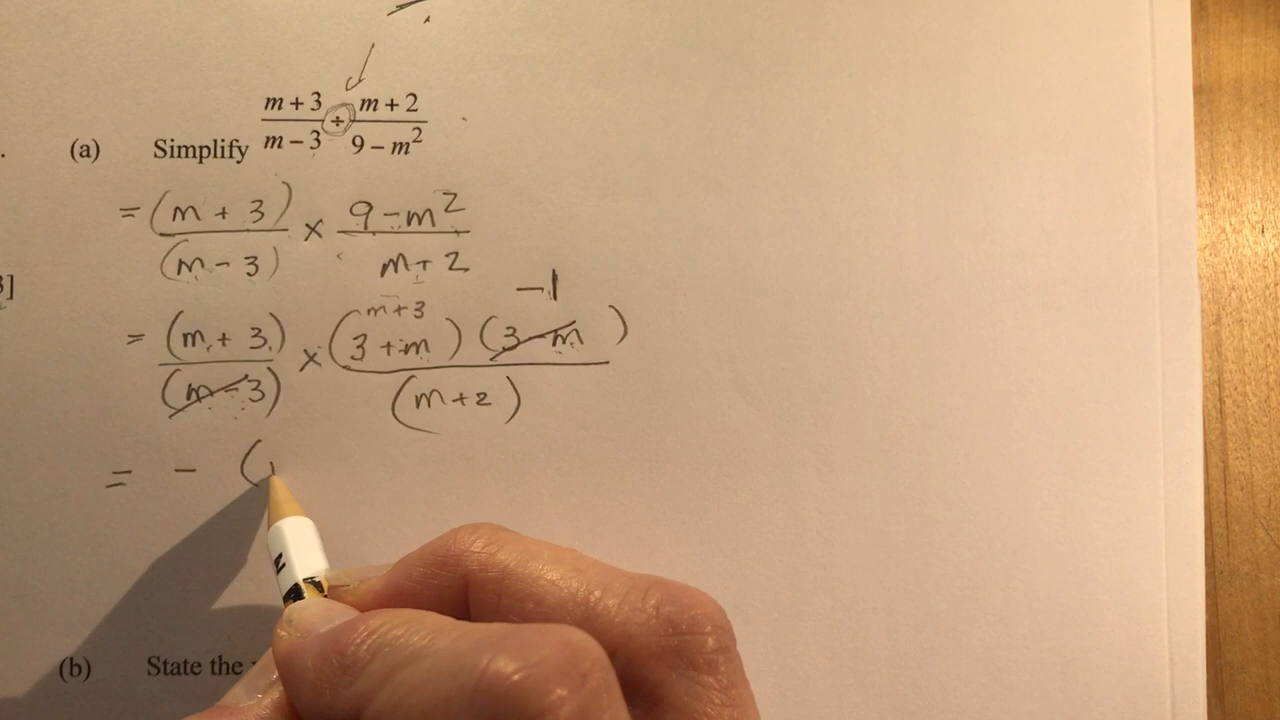 m + 3 ÷ m + 2
(a) Simplify m − 3 9 − m²
= (m + 3) × 9 − m²
(m − 3) m + 2
−1
m+3
= (m + 3) × (3 + m) (3 − m)
(m − 3) (m+2)
= − (
(b) State the
3]